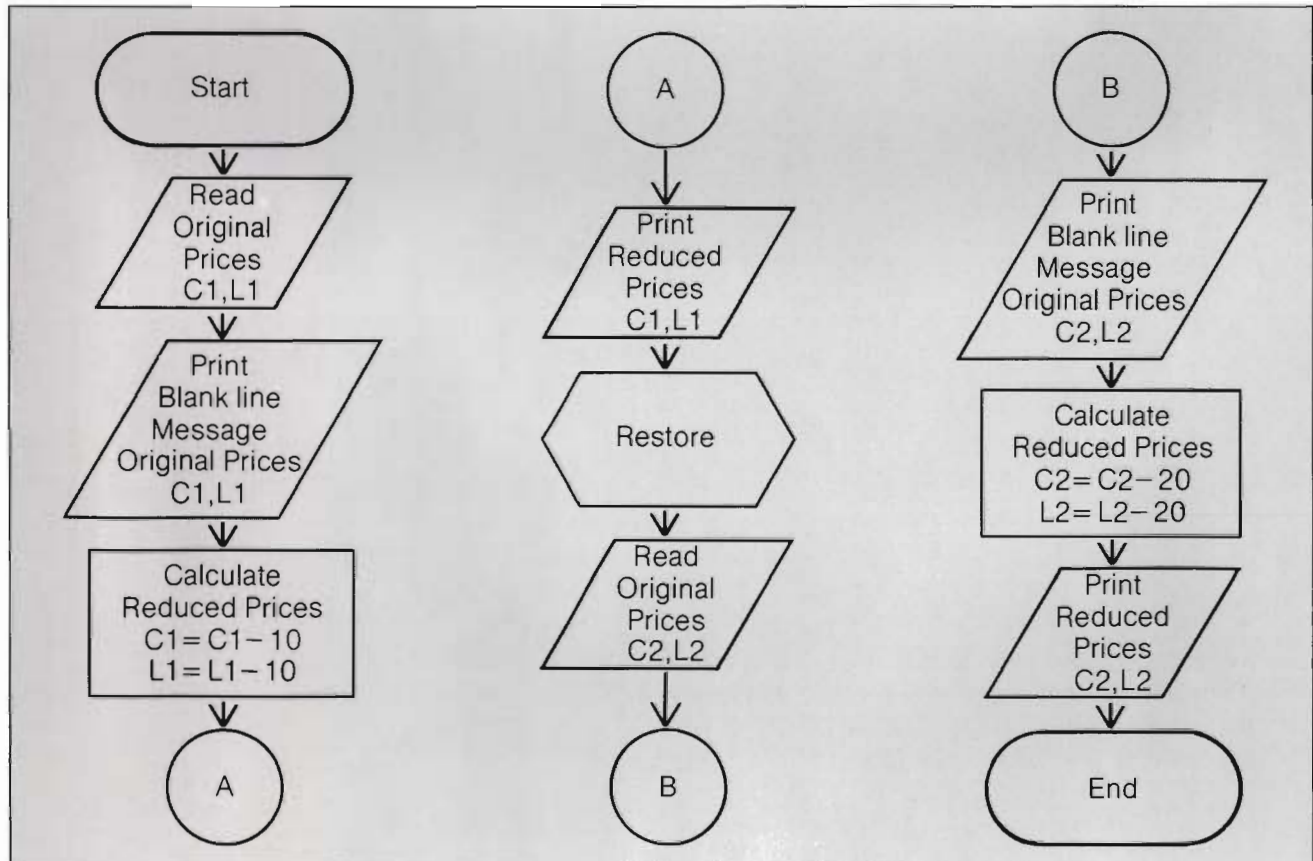 Start
Read
Original
Prices
C1,L1
Print
Blank line
Message
Original Prices
C1,L1
Calculate
Reduced Prices
C1=C1-10
L1=L1-10
A
A
Print
Reduced
Prices
C1,L1
Restore
Read
Original
Prices
C2,L2
B
B
Print
Blank line
Message
Original Prices
C2,L2
Calculate
Reduced Prices
C2=C2-20
L2=L2-20
Print
Reduced
Prices
C2,L2
End